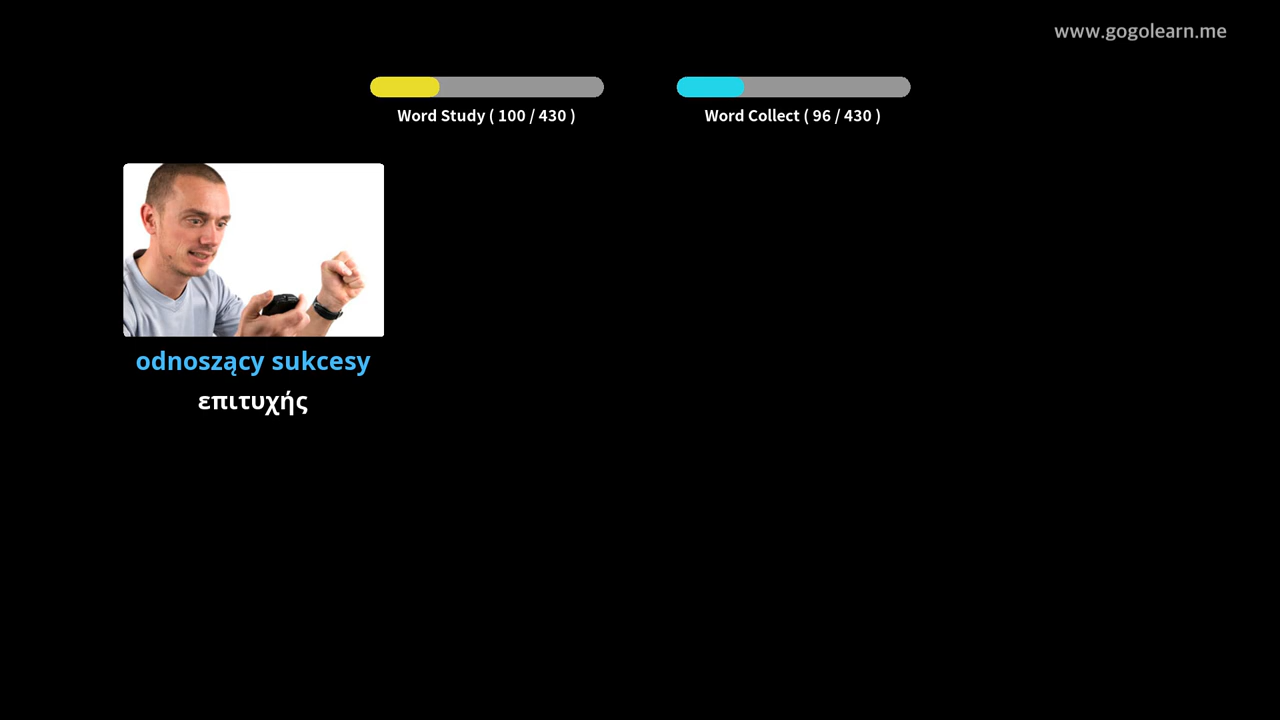 www.gogolearn.me
Word Study ( 100 / 430 )
Word Collect ( 96 / 430 )
odnoszący sukcesy
επιτυχής